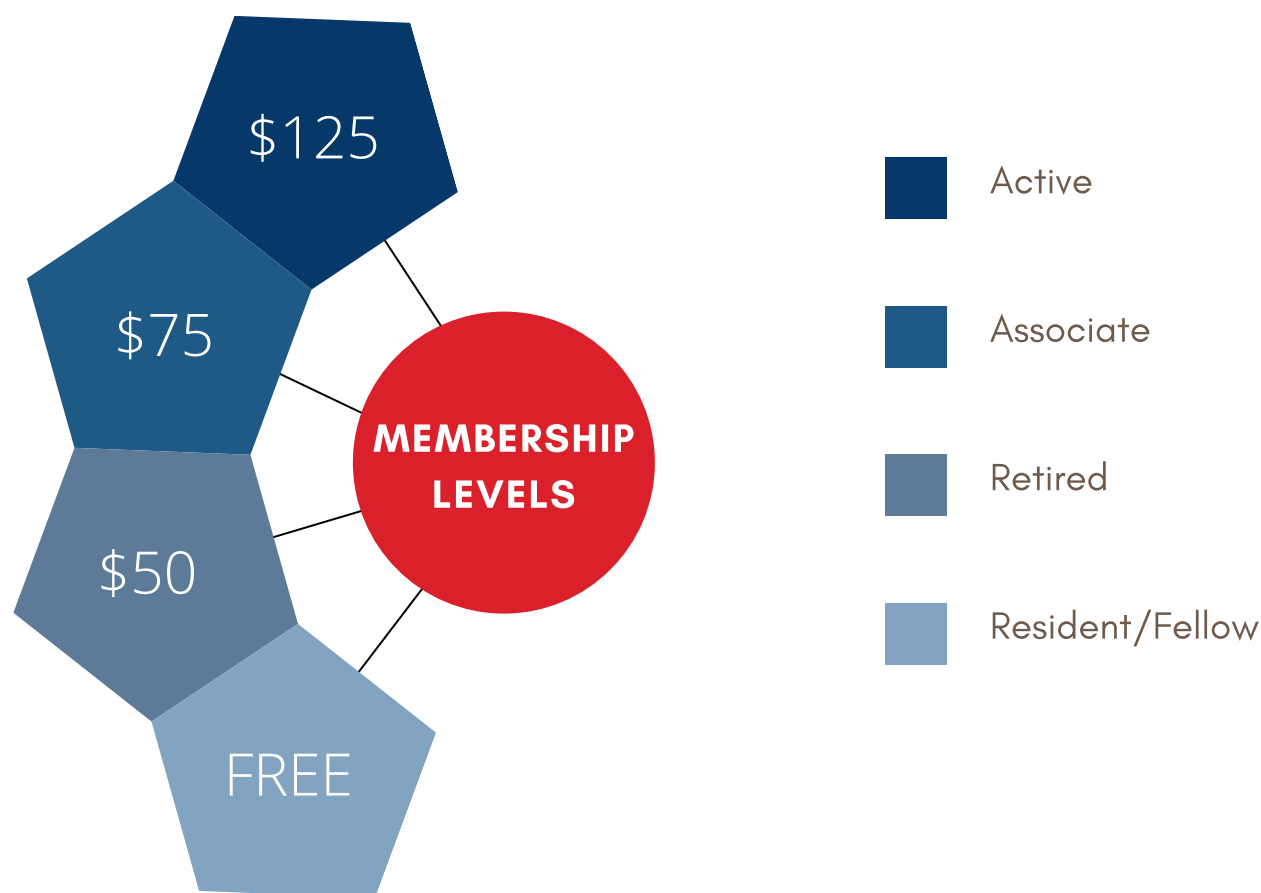 $125
$75
$50
FREE
MEMBERSHIP
LEVELS
Active
Associate
Retired
Resident/Fellow